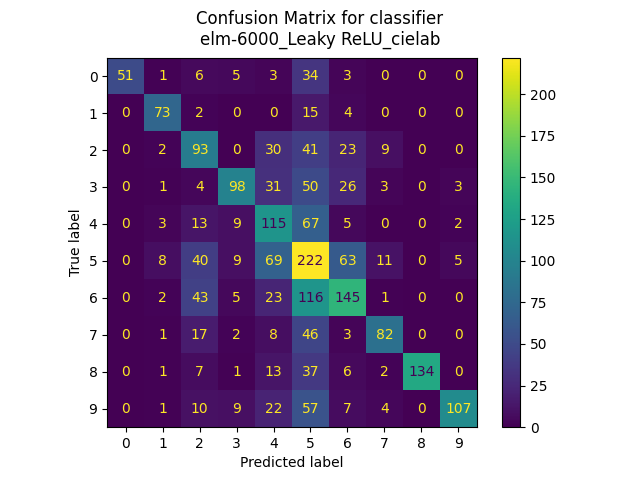 Confusion Matrix for classifier
elm-6000_Leaky ReLU_cielab
0 51 1 6 5 3 34 3 0 0 0
1 0 73 2 0 0 15 4 0 0 0
2 0 2 93 0 30 41 23 9 0 0
3 0 1 4 98 31 50 26 3 0 3
4 0 3 13 9 115 67 5 0 0 2
5 0 8 40 9 69 222 63 11 0 5
6 0 2 43 5 23 116 145 1 0 0
7 0 1 17 2 8 46 3 82 0 0
8 0 1 7 1 13 37 6 2 134 0
9 0 1 10 9 22 57 7 4 0 107
0 1 2 3 4 5 6 7 8 9
Predicted label
True label
200
175
150
125
100
75
50
25
0